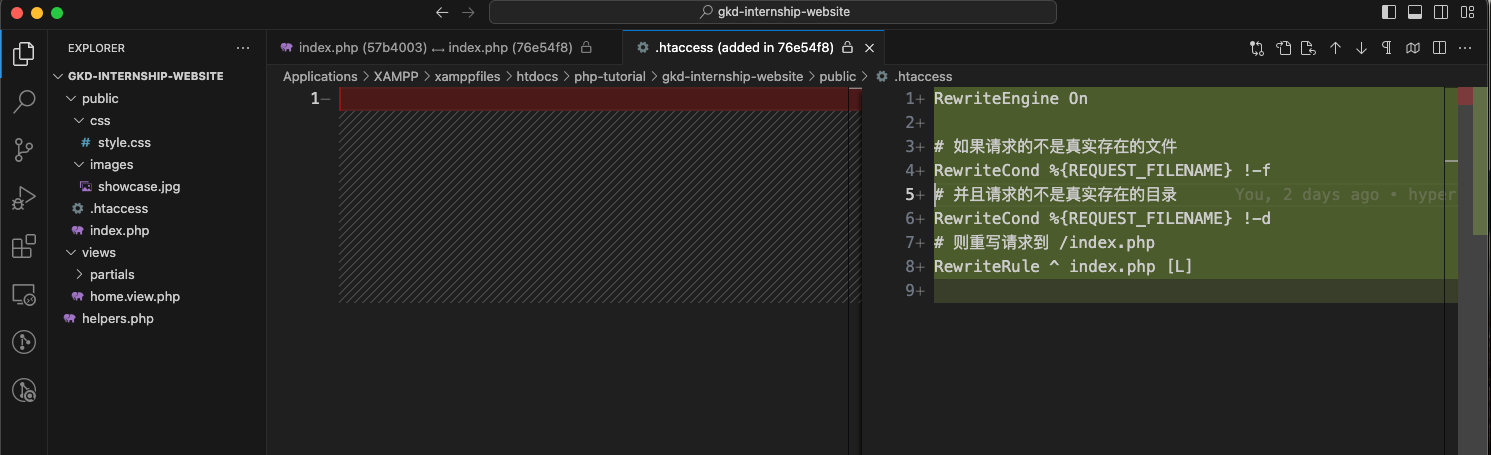 gkd-internship-website
EXPLORER
GKD-INTERNSHIP-WEBSITE
public
css
# style.css
images
showcase.jpg
.htaccess
index.php
views
partials
home.view.php
helpers.php
index.php (57b4003) ↔ index.php (76e54f8)
.htaccess (added in 76e54f8)
Applications > XAMPP > xamppfiles > htdocs > php-tutorial > gkd-internship-website > public > .htaccess
1−
1+ RewriteEngine On
2+
3+ # 如果请求的不是真实存在的文件
4+ RewriteCond %{REQUEST_FILENAME} !-f
5+ # 并且请求的不是真实存在的目录 You, 2 days ago • hyper
6+ RewriteCond %{REQUEST_FILENAME} !-d
7+ # 则重写请求到 /index.php
8+ RewriteRule ^ index.php [L]
9+